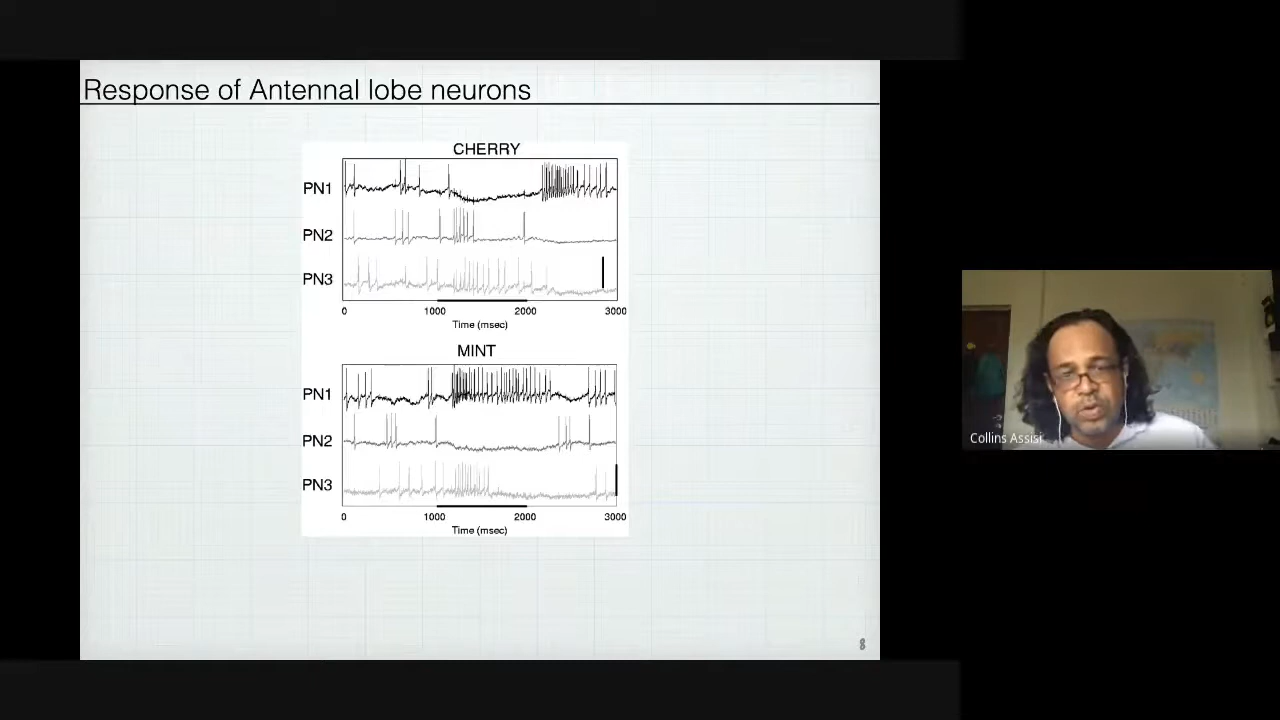 Response of Antennal lobe neurons
CHERRY
PN1
PN2
PN3
0 1000 2000 3000
Time (msec)
MINT
PN1
PN2
PN3
0 1000 2000 3000
Time (msec)
8
Collins Assisi